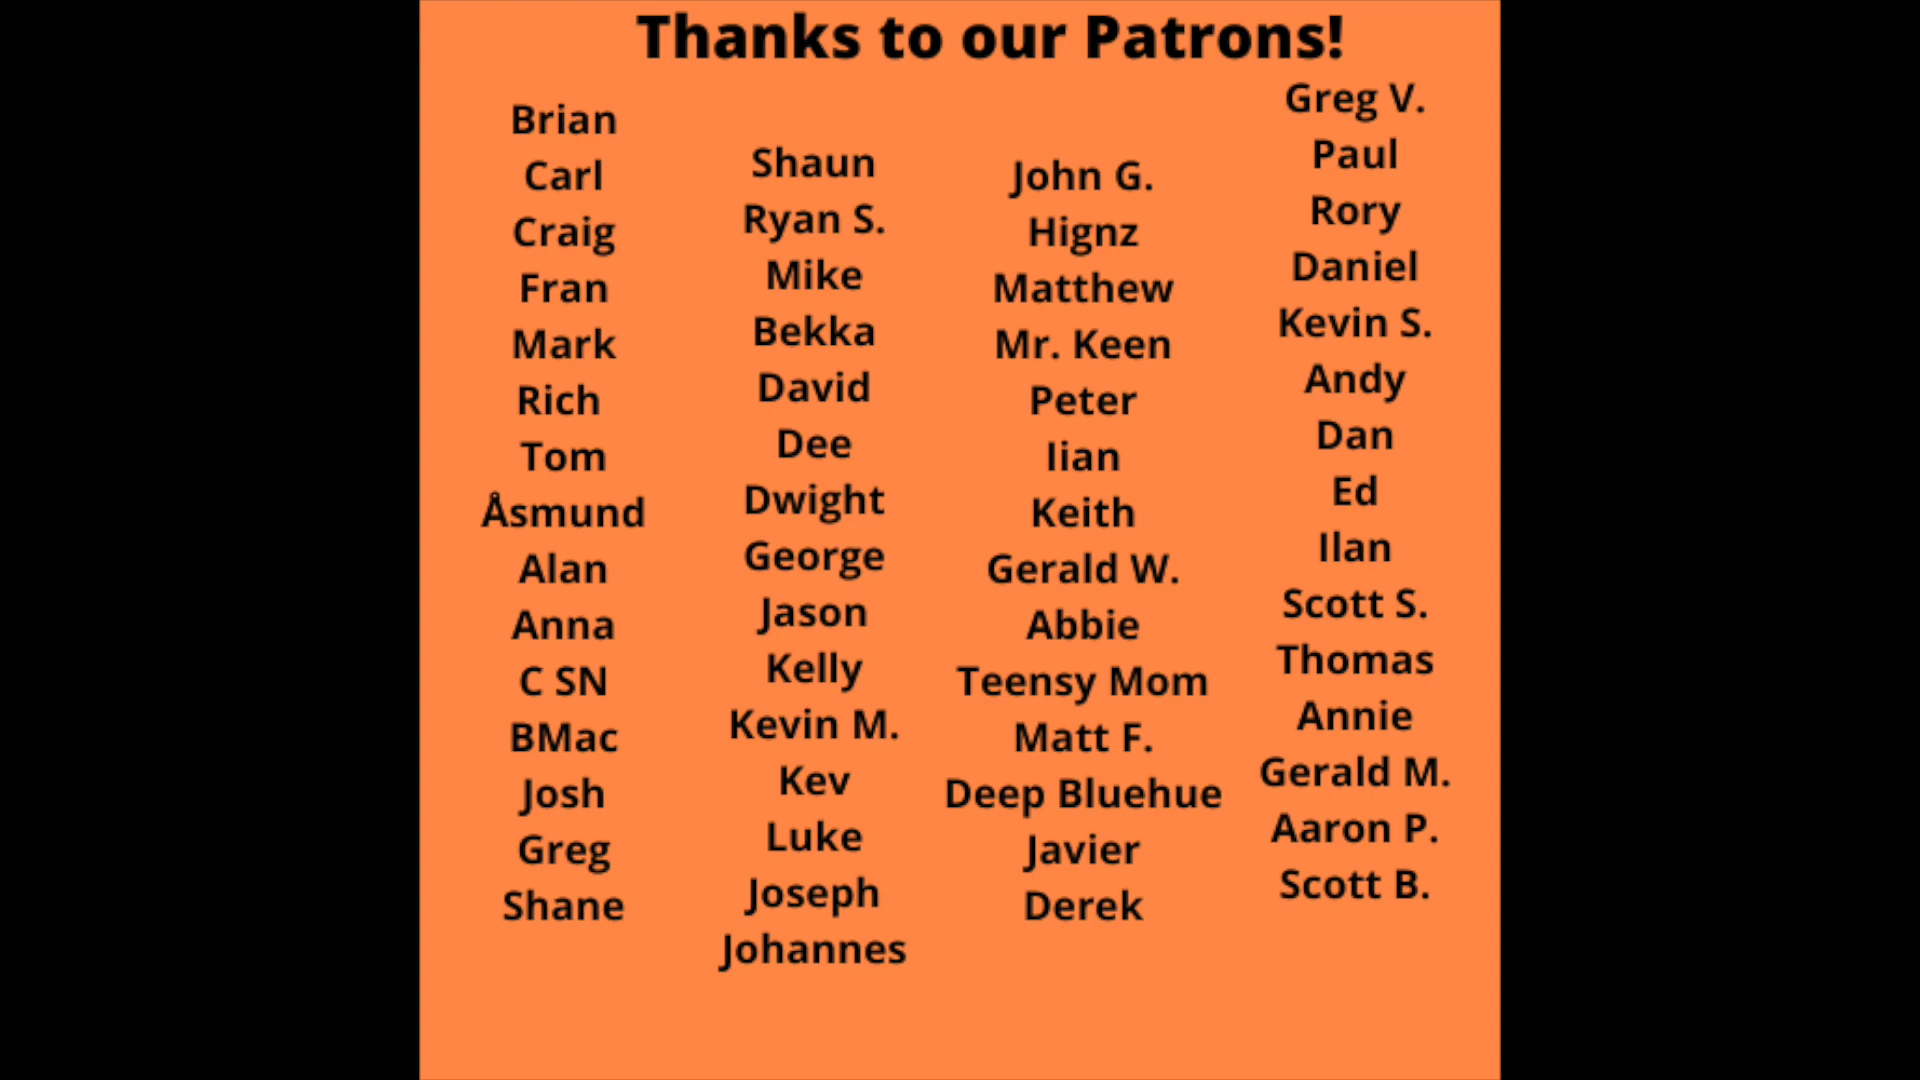 Thanks to our Patrons!
Brian
Carl
Craig
Fran
Mark
Rich
Tom
Åsmund
Alan
Anna
C SN
BMac
Josh
Greg
Shane
Shaun
Ryan S.
Mike
Bekka
David
Dee
Dwight
George
Jason
Kelly
Kevin M.
Kev
Luke
Joseph
Johannes
John G.
Hignz
Matthew
Mr. Keen
Peter
Iian
Keith
Gerald W.
Abbie
Teensy Mom
Matt F.
Deep Bluehue
Javier
Derek
Greg V.
Paul
Rory
Daniel
Kevin S.
Andy
Dan
Ed
Ilan
Scott S.
Thomas
Annie
Gerald M.
Aaron P.
Scott B.